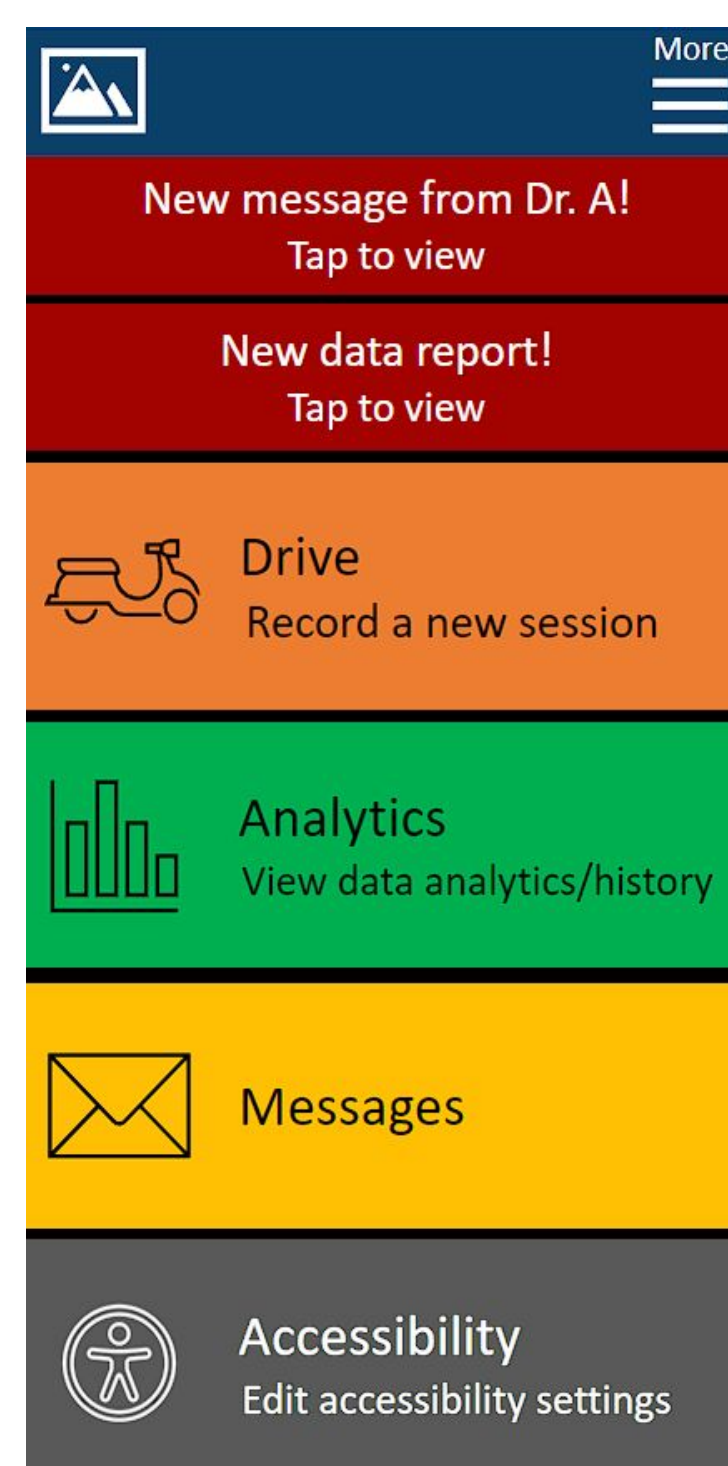 More
New message from Dr. A!
Tap to view
New data report!
Tap to view
Drive
Record a new session
Analytics
View data analytics/history
Messages
Accessibility
Edit accessibility settings